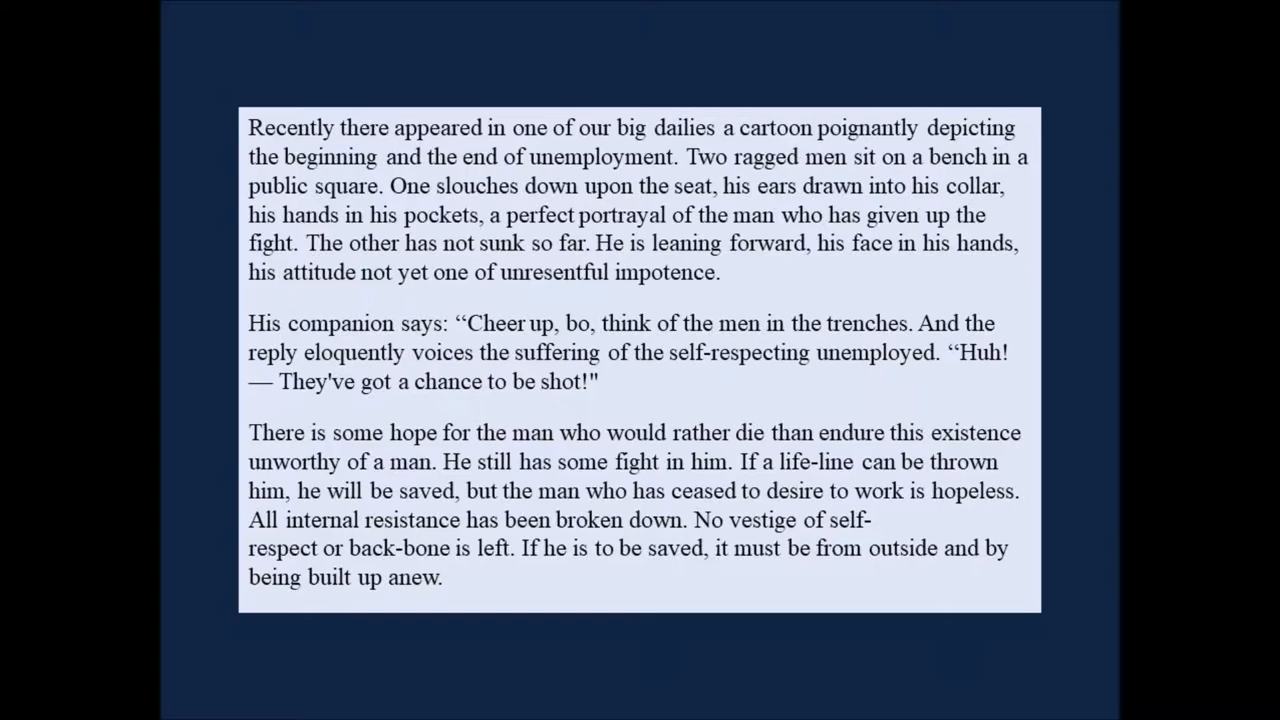 Recently there appeared in one of our big dailies a cartoon poignantly depicting
the beginning and the end of unemployment. Two ragged men sit on a bench in a
public square. One slouches down upon the seat, his ears drawn into his collar,
his hands in his pockets, a perfect portrayal of the man who has given up the
fight. The other has not sunk so far. He is leaning forward, his face in his hands,
his attitude not yet one of unresentful impotence.
His companion says: “Cheer up, bo, think of the men in the trenches. And the
reply eloquently voices the suffering of the self-respecting unemployed. “Huh!
— They've got a chance to be shot!"
There is some hope for the man who would rather die than endure this existence
unworthy of a man. He still has some fight in him. If a life-line can be thrown
him, he will be saved, but the man who has ceased to desire to work is hopeless.
All internal resistance has been broken down. No vestige of self-
respect or back-bone is left. If he is to be saved, it must be from outside and by
being built up anew.